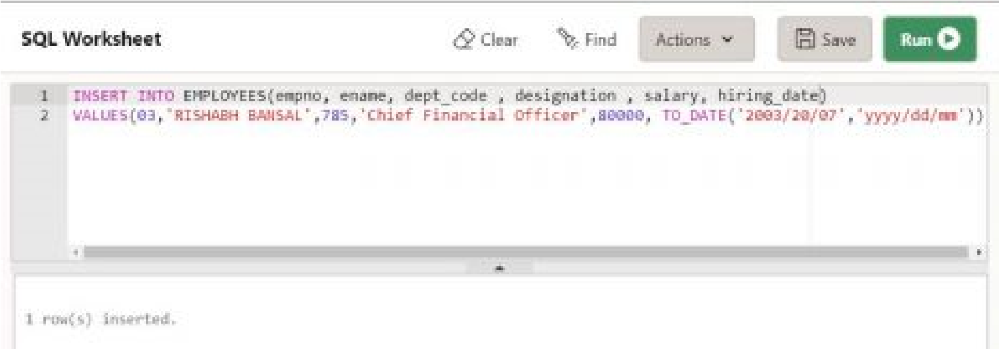 SQL Worksheet Clear Find Actions Save Run
1 INSERT INTO EMPLOYEES(empno, ename, dept_code , designation , salary, hiring_date)
2 VALUES(03,'RISHABH BANSAL',785,'Chief Financial Officer',80000, TO_DATE('2003/20/07','yyyy/dd/mm'))
1 row(s) inserted.